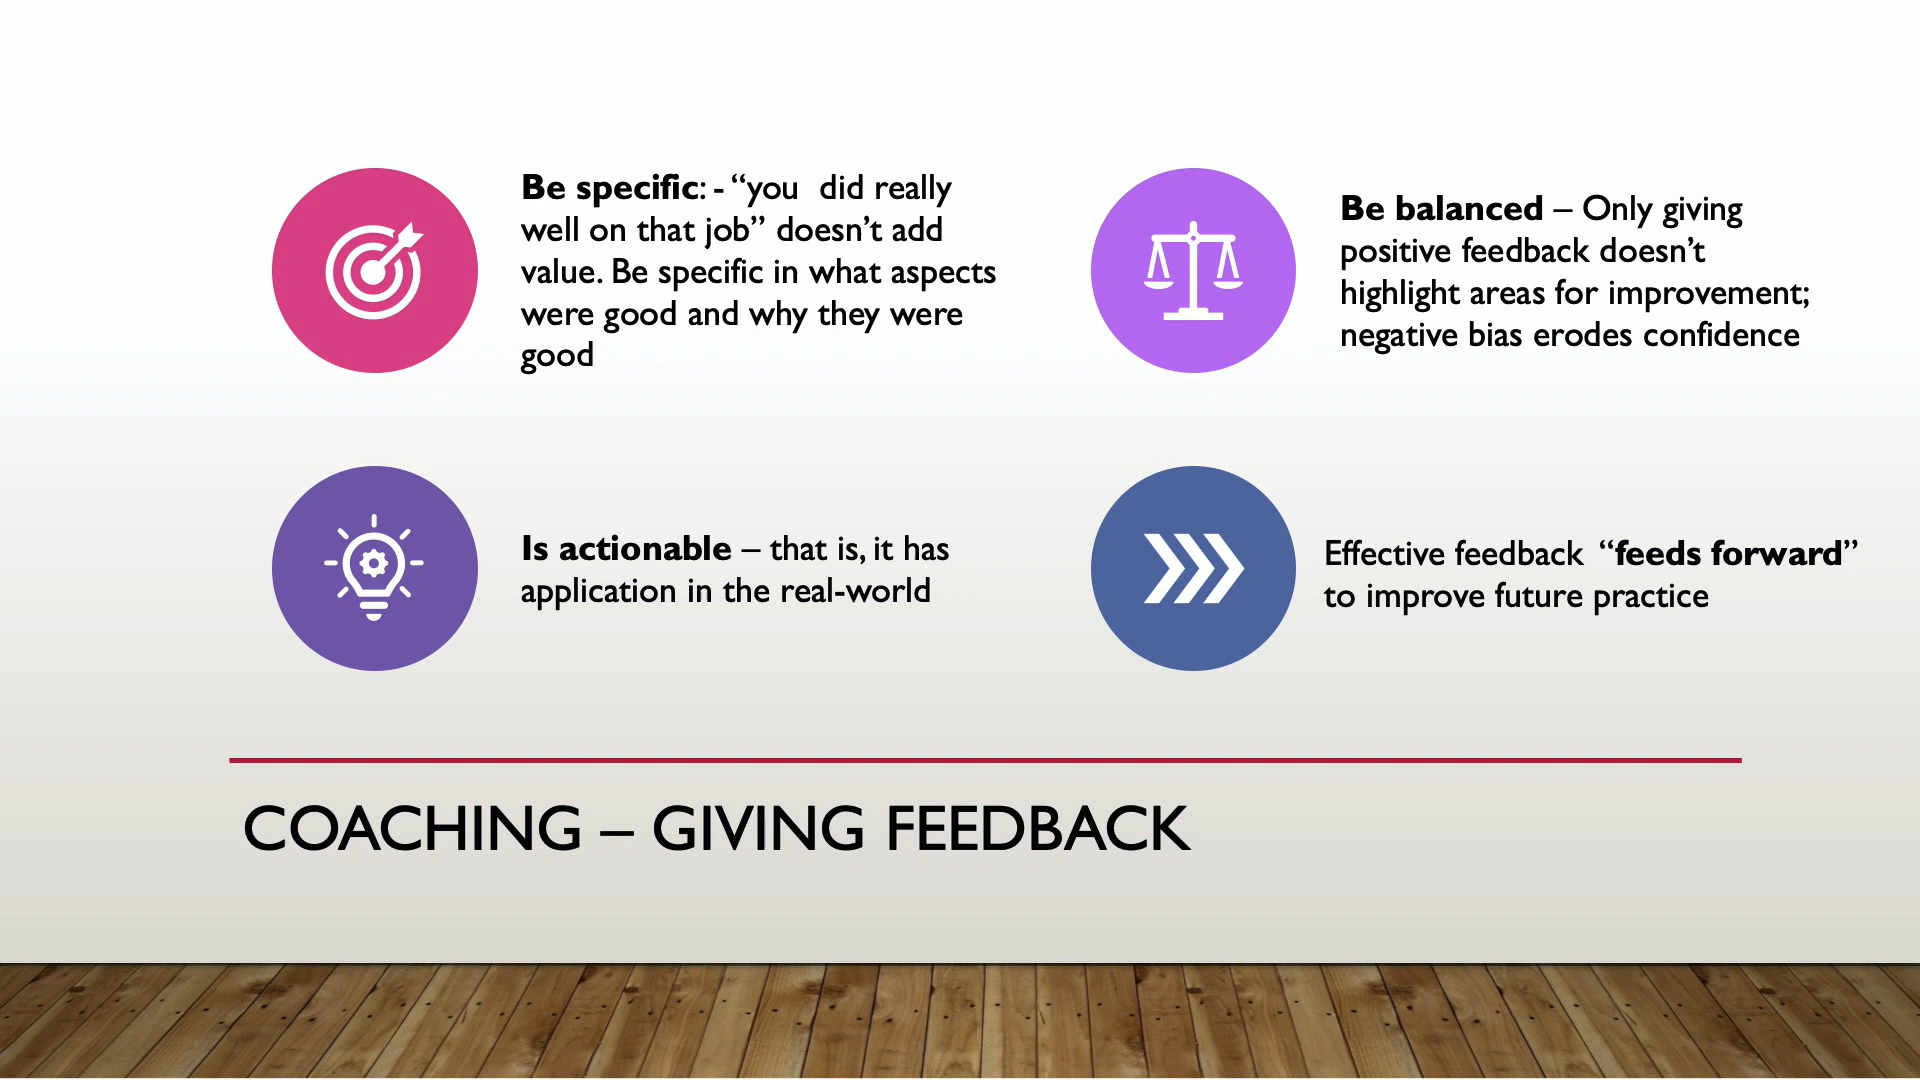 Be specific: - “you  did really
well on that job” doesn’t add
value. Be specific in what aspects
were good and why they were
good
Be balanced – Only giving
positive feedback doesn’t
highlight areas for improvement;
negative bias erodes confidence
Is actionable – that is, it has
application in the real-world
Effective feedback “feeds forward”
to improve future practice
COACHING – GIVING FEEDBACK